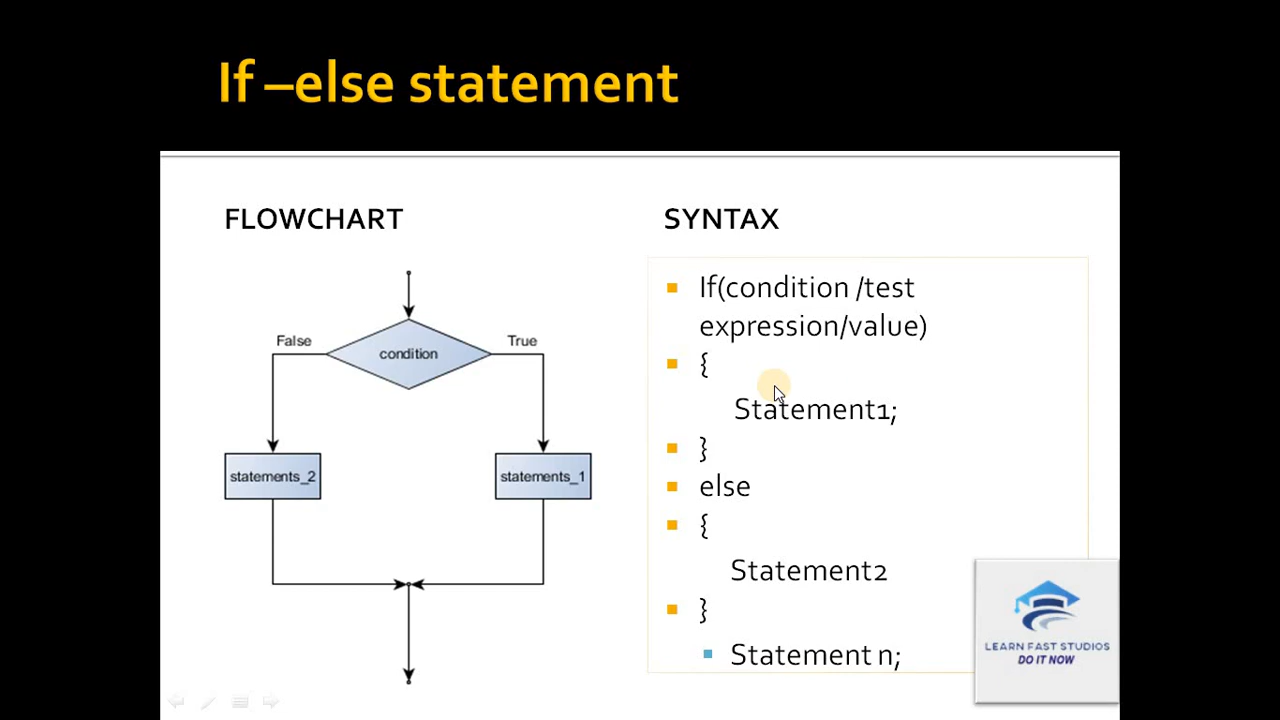 If –else statement
FLOWCHART
False
True
condition
statements_2
statements_1
SYNTAX
If(condition /test
expression/value)
{
Statement1;
}
else
{
Statement2
}
Statement n;
LEARN FAST STUDIOS
DO IT NOW